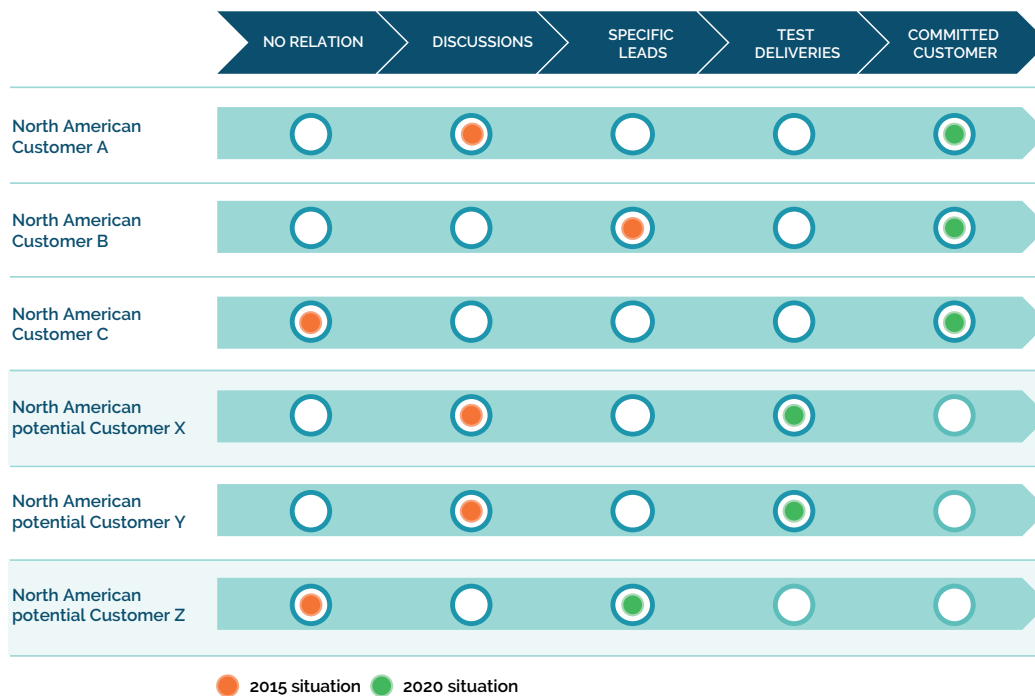 NO RELATION
DISCUSSIONS
SPECIFIC
LEADS
TEST
DELIVERIES
COMMITTED
CUSTOMER
North American
Customer A
North American
Customer B
North American
Customer C
North American
potential Customer X
North American
potential Customer Y
North American
potential Customer Z
2015 situation
2020 situation